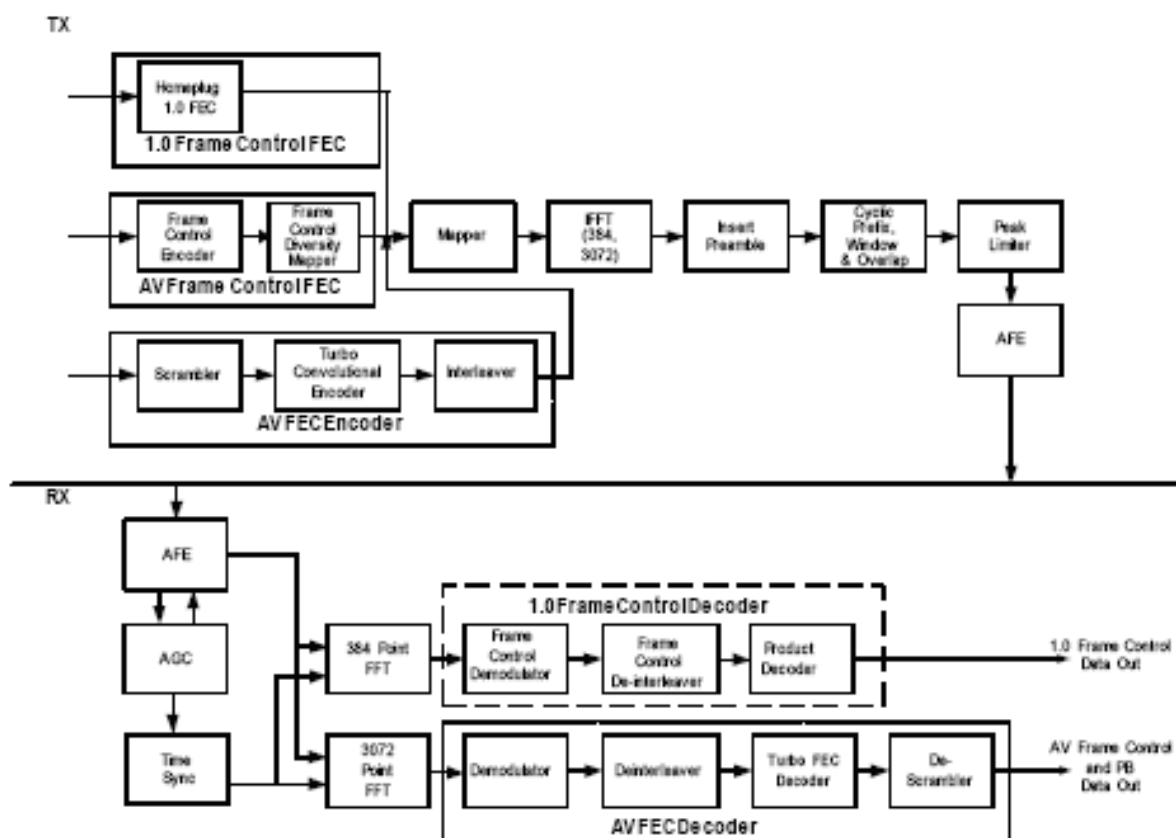 TX
Homeplug
1.0 FEC
1.0 Frame Control FEC
Frame
Control
Encoder
Frame
Control
Diversity
Mapper
AV Frame Control FEC
Mapper
IFFT
(384,
3072)
Insert
Preamble
Cyclic
Prefix,
Window
& Overlap
Peak
Limiter
AFE
Scrambler
Turbo
Convolutional
Encoder
Interleaver
AV FEC Encoder
RX
AFE
AGC
Time
Sync
384 Point
FFT
3072
Point
FFT
1.0 Frame Control Decoder
Frame
Control
Demodulator
Frame
Control
De-interleaver
Product
Decoder
1.0 Frame Control
Data Out
Demodulator
Deinterleaver
Turbo FEC
Decoder
De-
Scrambler
AV FEC Decoder
AV Frame Control
and PB
Data Out